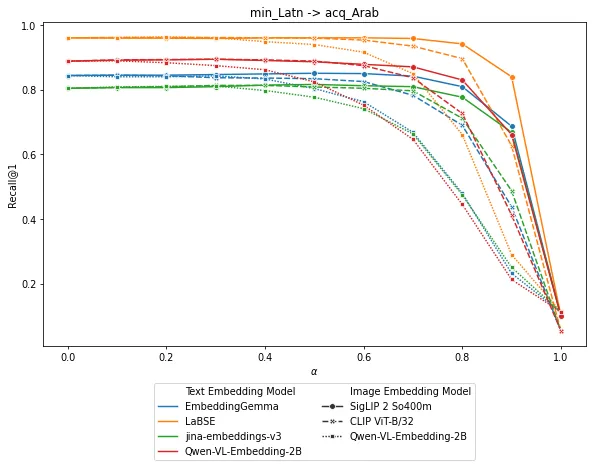 min_Latn -> acq_Arab
Recall@1
1.0
0.8
0.6
0.4
0.2
0.0 0.2 0.4 0.6 0.8 1.0
α
Text Embedding Model
EmbeddingGemma
LaBSE
jina-embeddings-v3
Qwen-VL-Embedding-2B
Image Embedding Model
SigLIP 2 So400m
CLIP ViT-B/32
Qwen-VL-Embedding-2B